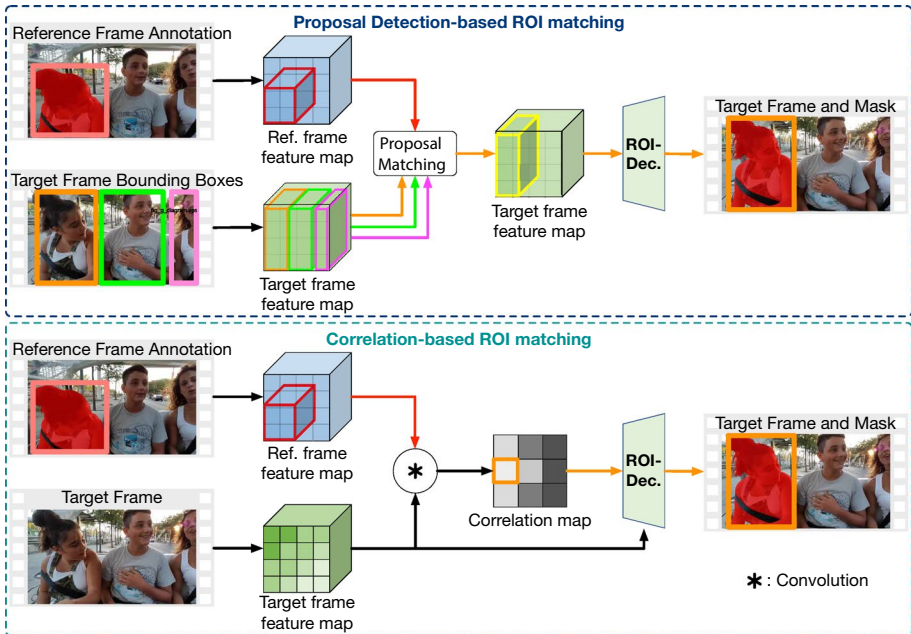 Proposal Detection-based ROI matching
Reference Frame Annotation
Ref. frame
feature map
Target Frame Bounding Boxes
Target frame
feature map
Proposal
Matching
Target frame
feature map
ROI-
Dec.
Target Frame and Mask
Correlation-based ROI matching
Reference Frame Annotation
Ref. frame
feature map
Target Frame
Target frame
feature map
*
Correlation map
ROI-
Dec.
Target Frame and Mask
* : Convolution